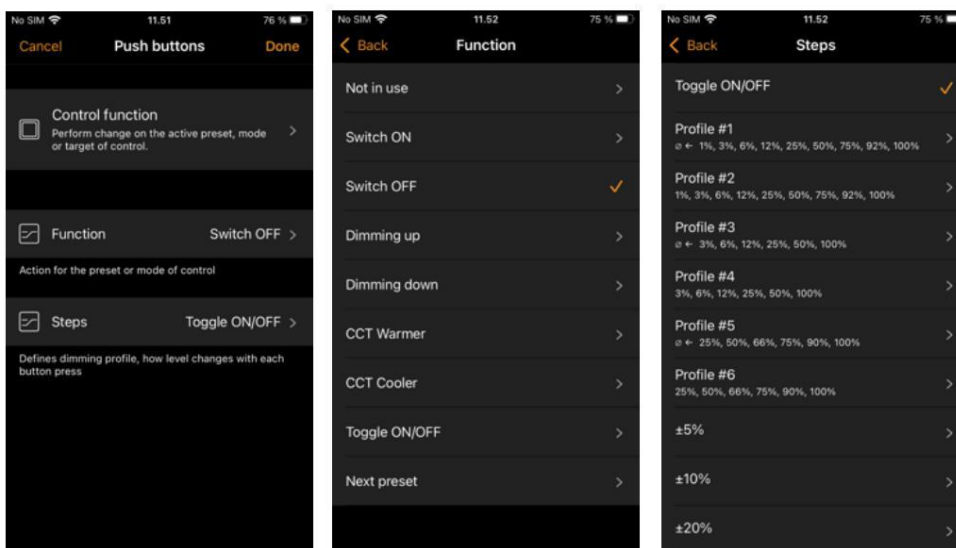 No SIM 11.51 76 %
Cancel Push buttons Done
Control function
Perform change on the active preset, mode
or target of control.
Function Switch OFF
Action for the preset or mode of control
Steps Toggle ON/OFF
Defines dimming profile, how level changes with each
button press
No SIM 11.52 75 %
Back Function
Not in use
Switch ON
Switch OFF
Dimming up
Dimming down
CCT Warmer
CCT Cooler
Toggle ON/OFF
Next preset
No SIM 11.52 75 %
Back Steps
Toggle ON/OFF
Profile #1
⌀ ← 1%, 3%, 6%, 12%, 25%, 50%, 75%, 92%, 100%
Profile #2
1%, 3%, 6%, 12%, 25%, 50%, 75%, 92%, 100%
Profile #3
⌀ ← 3%, 6%, 12%, 25%, 50%, 100%
Profile #4
3%, 6%, 12%, 25%, 50%, 100%
Profile #5
⌀ ← 25%, 50%, 66%, 75%, 90%, 100%
Profile #6
25%, 50%, 66%, 75%, 90%, 100%
±5%
±10%
±20%